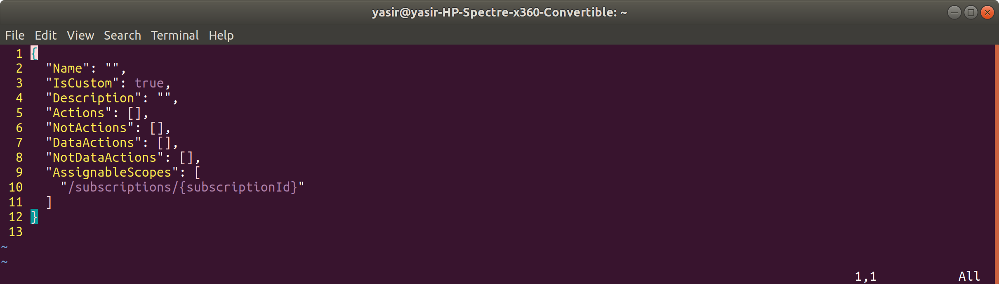 yasir@yasir-HP-Spectre-x360-Convertible: ~
File Edit View Search Terminal Help
1 {
2   "Name": "",
3   "IsCustom": true,
4   "Description": "",
5   "Actions": [],
6   "NotActions": [],
7   "DataActions": [],
8   "NotDataActions": [],
9   "AssignableScopes": [
10     "/subscriptions/{subscriptionId}"
11   ]
12 }
13
~
~
1,1 All